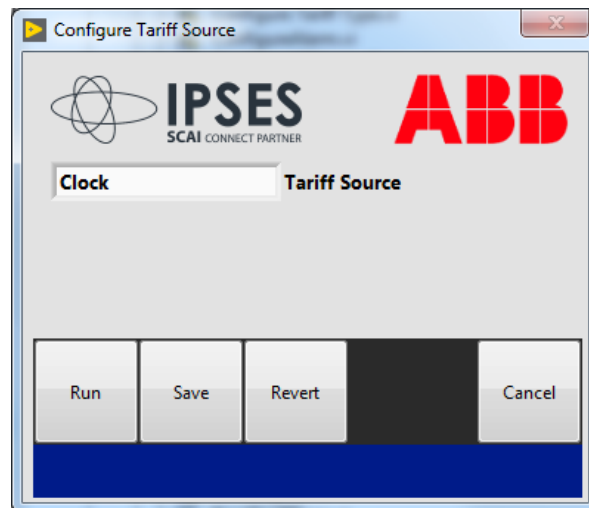 Configure Tariff Source
IPSES
SCAI CONNECT PARTNER
ABB
Clock
Tariff Source
Run
Save
Revert
Cancel